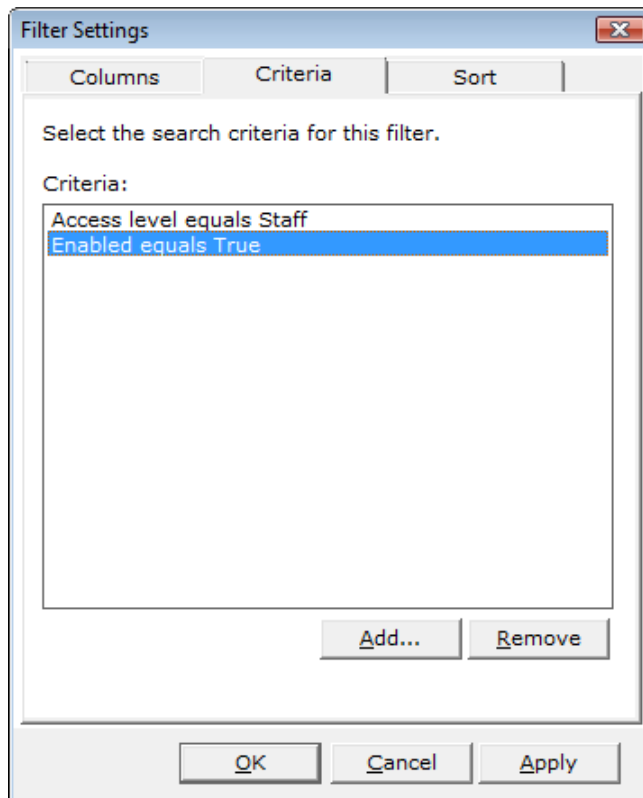 Filter Settings
Columns Criteria Sort
Select the search criteria for this filter.
Criteria:
Access level equals Staff
Enabled equals True
Add... Remove
OK Cancel Apply